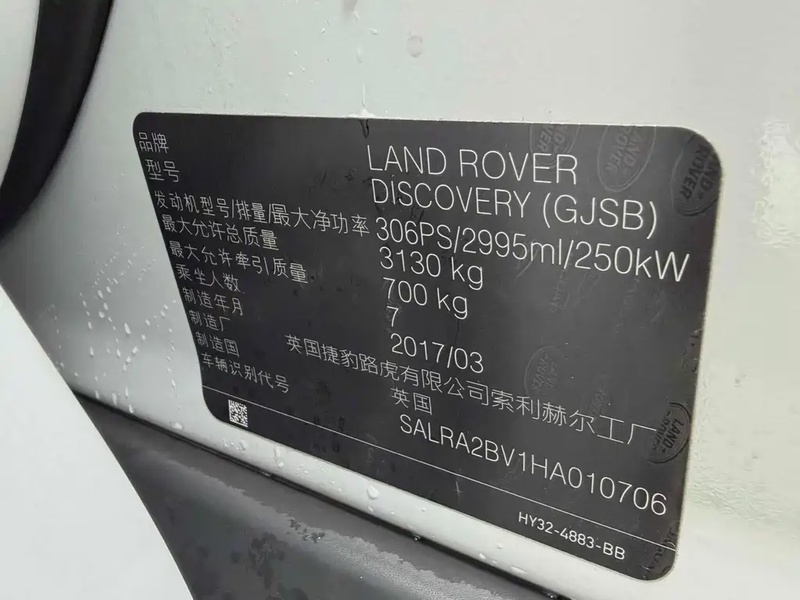 品牌 LAND ROVER
型号 DISCOVERY (GJSB)
发动机型号/排量/最大净功率 306PS/2995ml/250kW
最大允许总质量 3130 kg
最大允许牵引质量 700 kg
乘坐人数 7
制造年月 2017/03
制造厂 英国捷豹路虎有限公司索利赫尔工厂
制造国 英国
车辆识别代号 SALRA2BV1HA010706
HY32-4883-BB